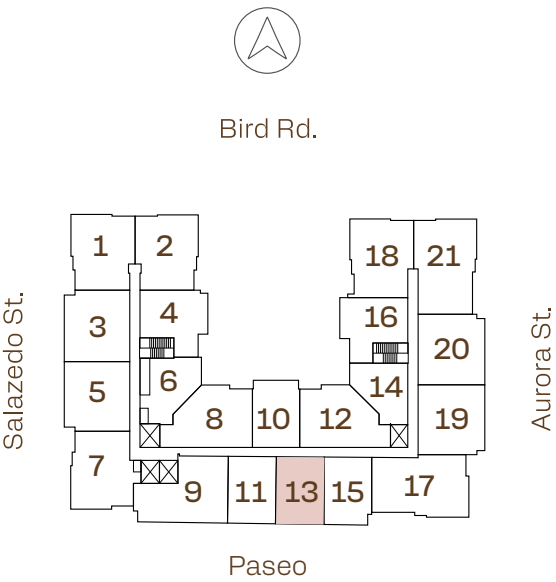 Bird Rd.
1 2 18 21
Salazedo St.
Aurora St.
3 4 16 20
5 6 14 19
8 10 12
7 9 11 13 15 17
Paseo